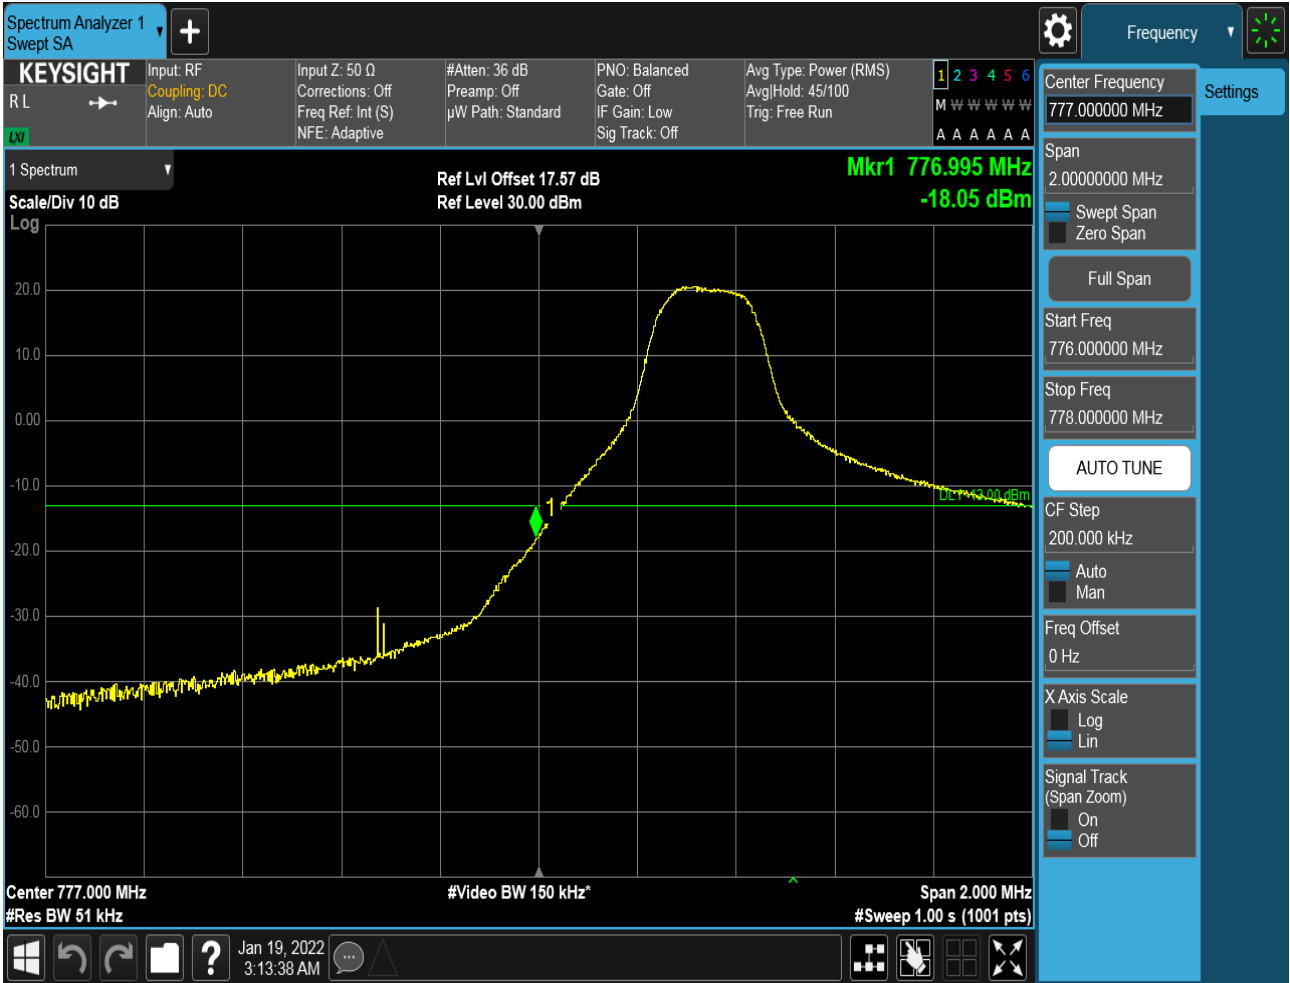 Spectrum Analyzer 1
Swept SA
Frequency
KEYSIGHT
R L
LXI
Input: RF
Coupling: DC
Align: Auto
Input Z: 50 Ω
Corrections: Off
Freq Ref: Int (S)
NFE: Adaptive
#Atten: 36 dB
Preamp: Off
µW Path: Standard
PNO: Balanced
Gate: Off
IF Gain: Low
Sig Track: Off
Avg Type: Power (RMS)
Avg|Hold: 45/100
Trig: Free Run
1 2 3 4 5 6
M W W W W W
A A A A A A
1 Spectrum
Scale/Div 10 dB
Log
Ref Lvl Offset 17.57 dB
Ref Level 30.00 dBm
Mkr1 776.995 MHz
-18.05 dBm
20.0
10.0
0.00
-10.0
-20.0
-30.0
-40.0
-50.0
-60.0
1
DL1 -13.00 dBm
Center 777.000 MHz
#Res BW 51 kHz
#Video BW 150 kHz*
Span 2.000 MHz
#Sweep 1.00 s (1001 pts)
Jan 19, 2022
3:13:38 AM
Center Frequency
777.000000 MHz
Settings
Span
2.00000000 MHz
Swept Span
Zero Span
Full Span
Start Freq
776.000000 MHz
Stop Freq
778.000000 MHz
AUTO TUNE
CF Step
200.000 kHz
Auto
Man
Freq Offset
0 Hz
X Axis Scale
Log
Lin
Signal Track
(Span Zoom)
On
Off